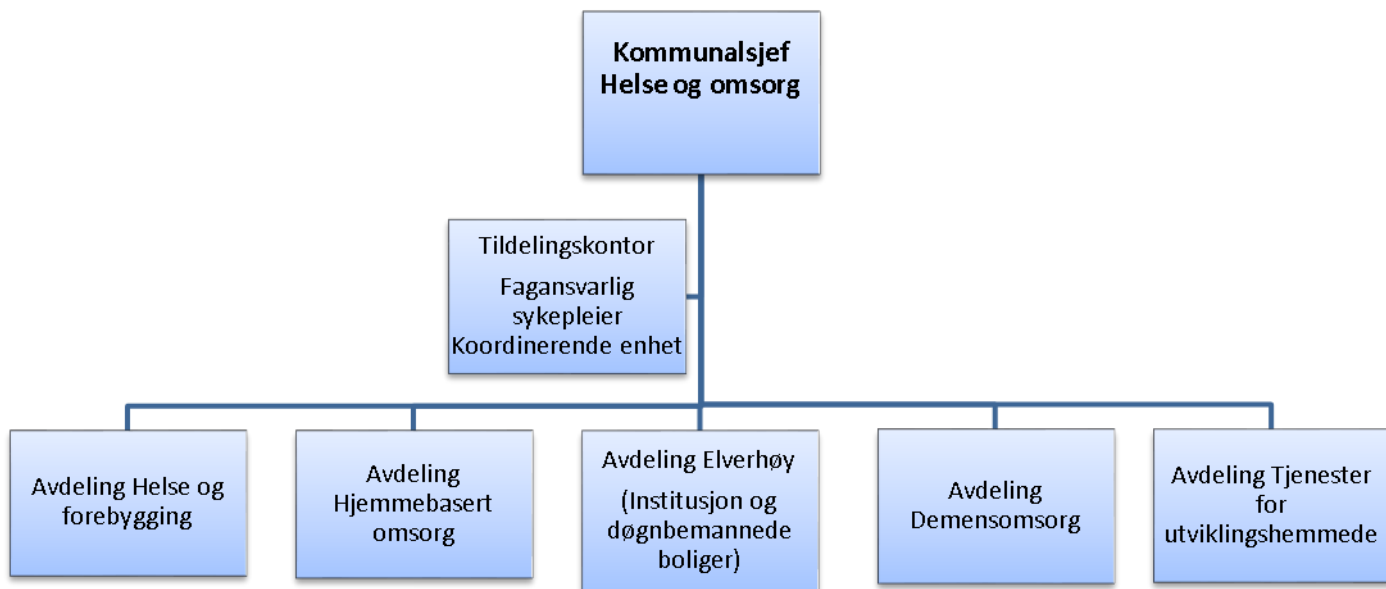 Kommunalsjef
Helse og omsorg
Tildelingskontor
Fagansvarlig
sykepleier
Koordinerende enhet
Avdeling Helse og
forebygging
Avdeling
Hjemmebasert
omsorg
Avdeling Elverhøy
(Institusjon og
døgnbemannede
boliger)
Avdeling
Demensomsorg
Avdeling Tjenester
for
utviklingshemmede